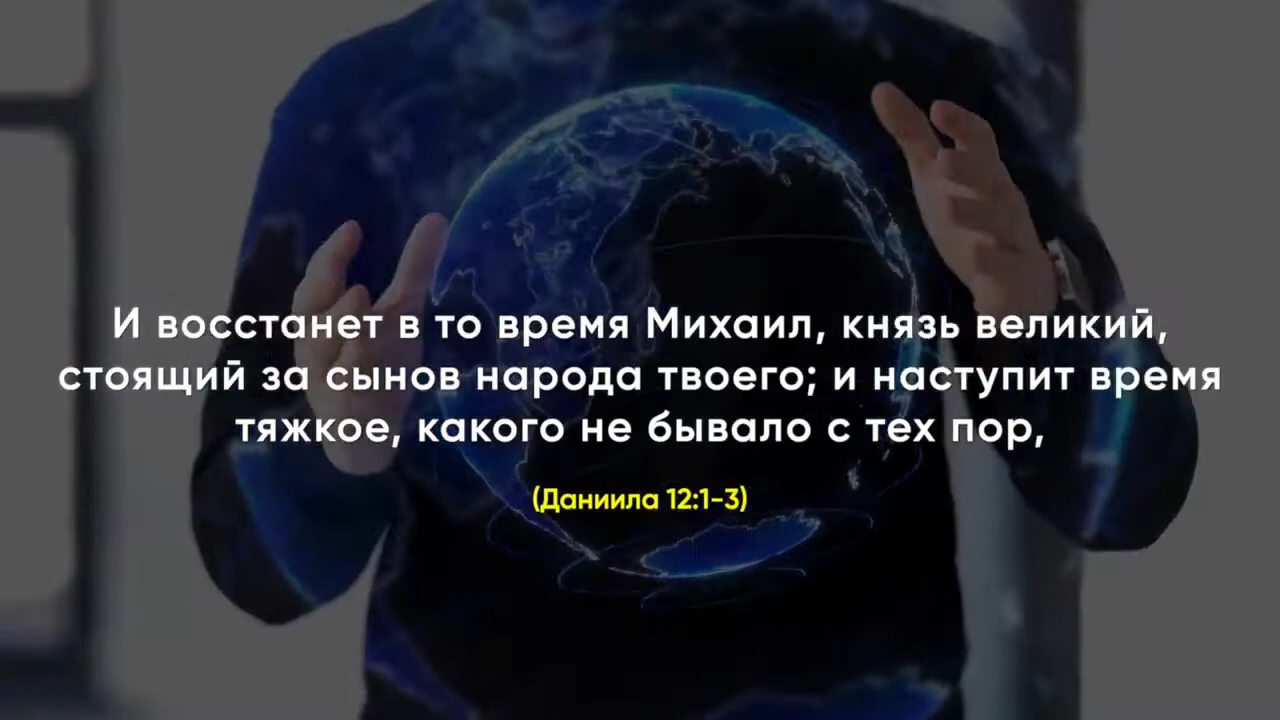 И восстанет в то время Михаил, князь великий,
стоящий за сынов народа твоего; и наступит время
тяжкое, какого не бывало с тех пор,
(Даниила 12:1-3)